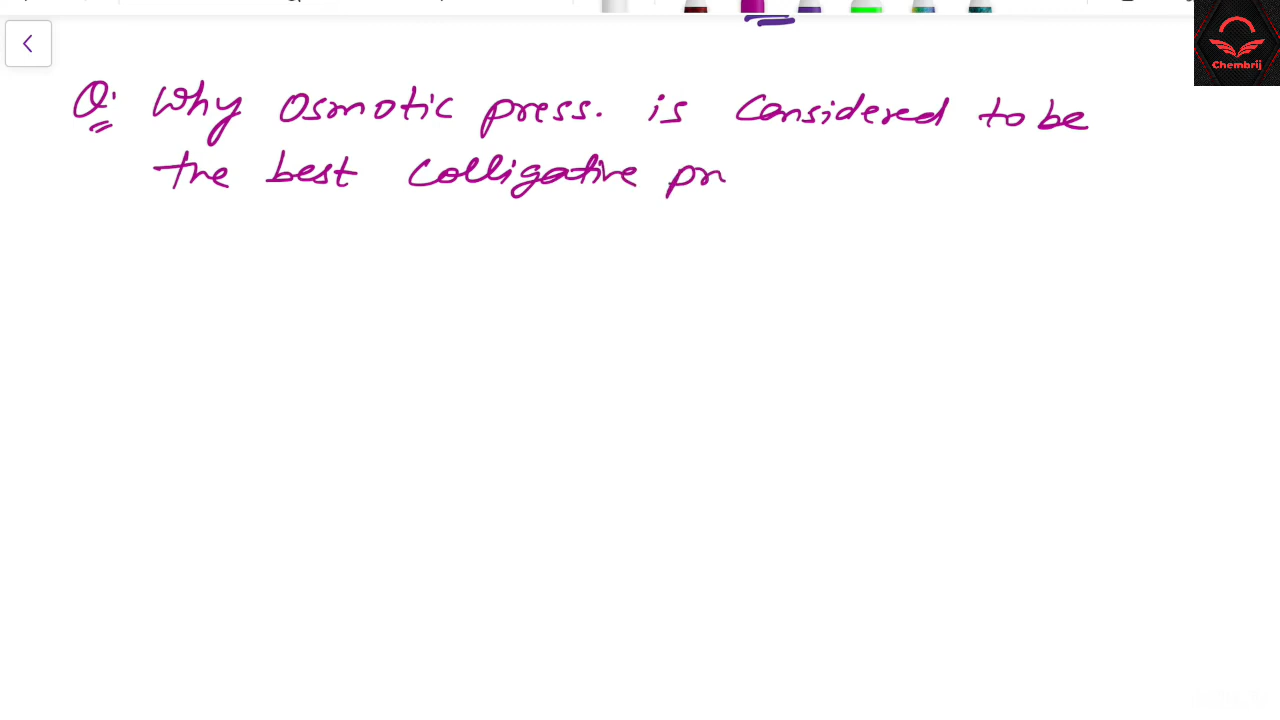 Chembrij
Q. Why Osmotic press. is Considered to be
the best Colligative pr